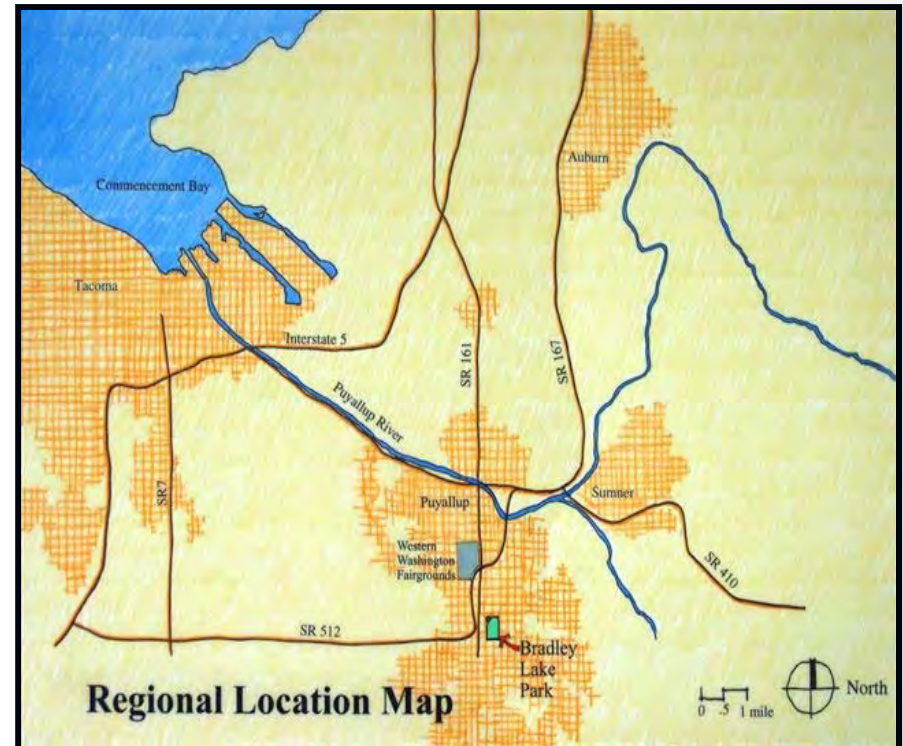 Commencement Bay
Auburn
Tacoma
Interstate 5
SR 161
SR 167
Puyallup River
SR7
Puyallup
Sumner
Western
Washington
Fairgrounds
SR 410
SR 512
Bradley
Lake
Park
Regional Location Map
0 .5 1 mile
North